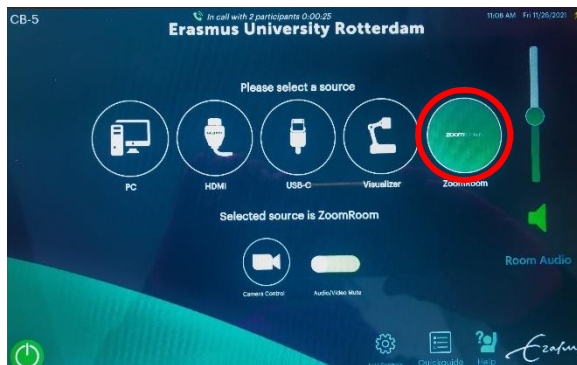 CB-5
In call with 2 participants 0:00:25
11:08 AM Fri 11/26/2021
Erasmus University Rotterdam
Please select a source
PC HDMI USB-C Visualizer ZoomRoom
Selected source is ZoomRoom
Room Audio
Camera Control Audio/Video Mute
Quickguide Help
Erasmus